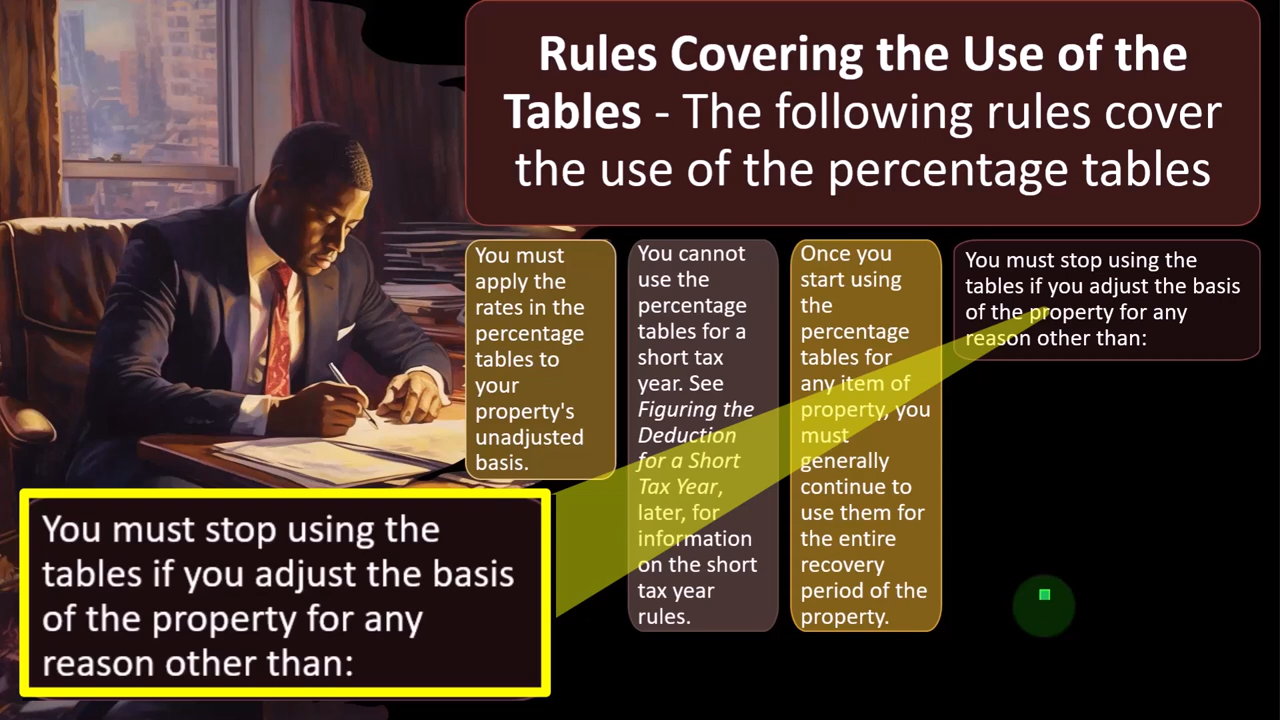 Rules Covering the Use of the
Tables - The following rules cover
the use of the percentage tables
You must
apply the
rates in the
percentage
tables to
your
property's
unadjusted
basis.
You cannot
use the
percentage
tables for a
short tax
year. See
Figuring the
Deduction
for a Short
Tax Year,
later, for
information
on the short
tax year
rules.
Once you
start using
the
percentage
tables for
any item of
property, you
must
generally
continue to
use them for
the entire
recovery
period of the
property.
You must stop using the
tables if you adjust the basis
of the property for any
reason other than:
You must stop using the
tables if you adjust the basis
of the property for any
reason other than: